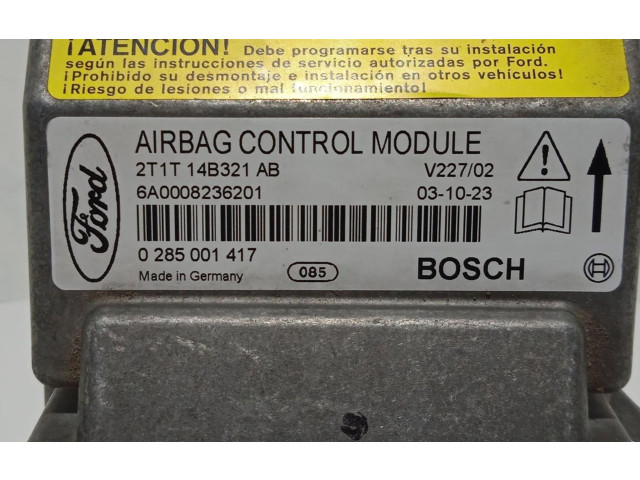 ¡ATENCIÓN! Debe programarse tras su instalación
según las instrucciones de servicio autorizadas por Ford.
¡Prohibido su desmontaje e instalación en otros vehículos!
¡Riesgo de lesiones o mal funcionamiento!
Ford
AIRBAG CONTROL MODULE
2T1T 14B321 AB V227/02
6A0008236201 03-10-23
0 285 001 417
Made in Germany 085 BOSCH